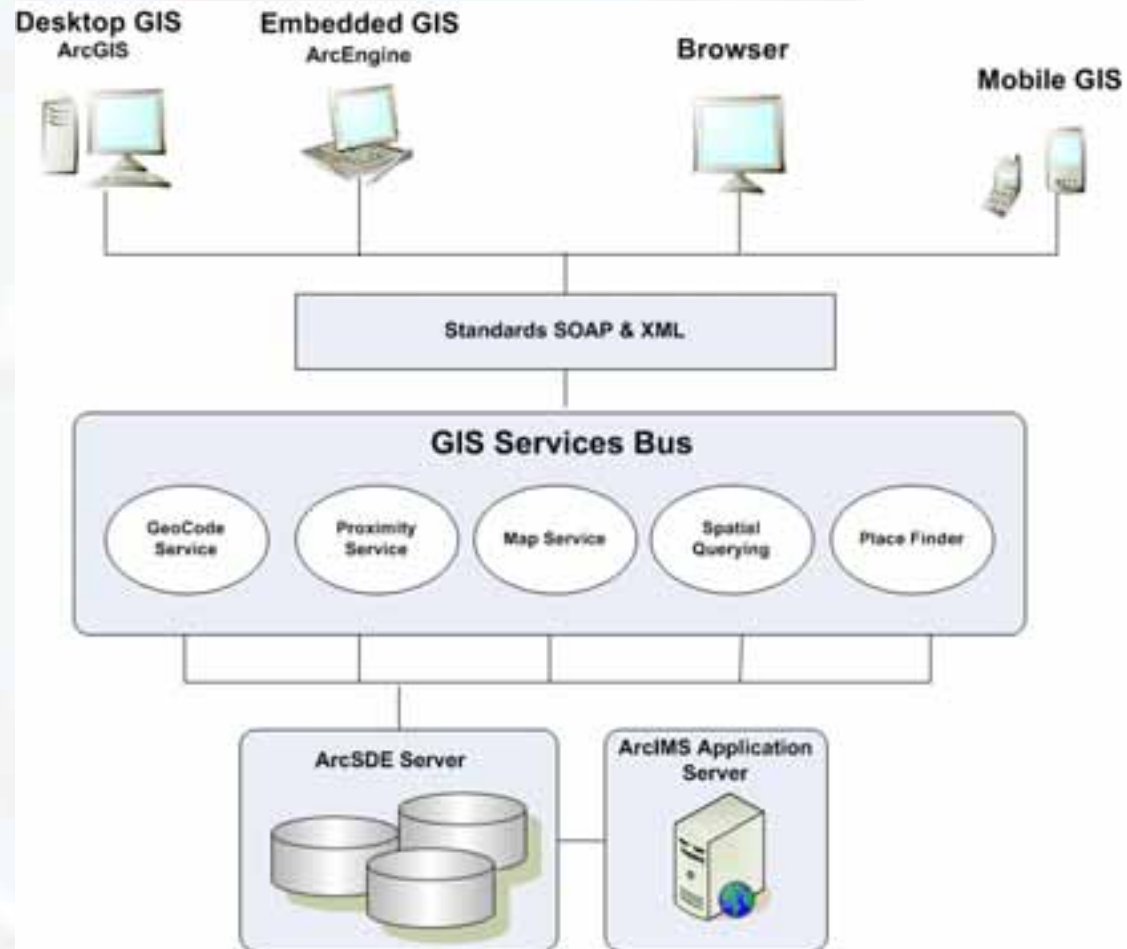 Desktop GIS
ArcGIS
Embedded GIS
ArcEngine
Browser
Mobile GIS
Standards SOAP & XML
GIS Services Bus
GeoCode
Service
Proximity
Service
Map Service
Spatial
Querying
Place Finder
ArcSDE Server
ArcIMS Application
Server